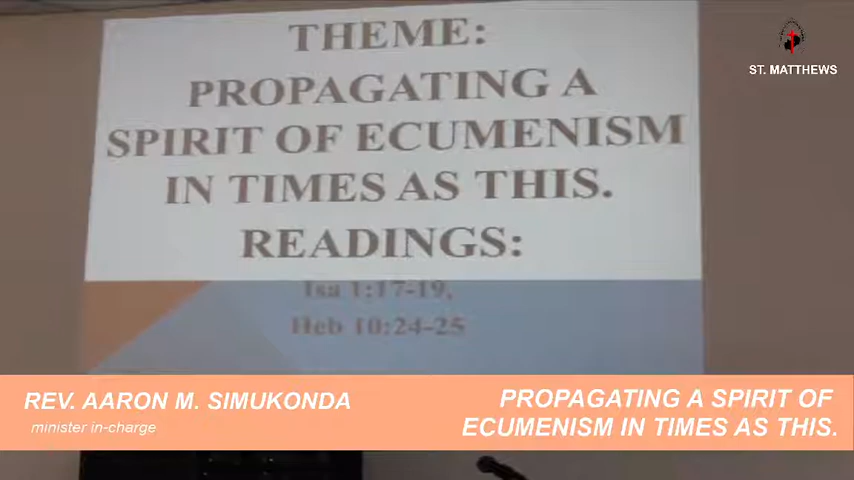 THEME:
PROPAGATING A
SPIRIT OF ECUMENISM
IN TIMES AS THIS.
READINGS:
Isa 1:17-19,
Heb 10:24-25
ST. MATTHEWS
REV. AARON M. SIMUKONDA
minister in-charge
PROPAGATING A SPIRIT OF
ECUMENISM IN TIMES AS THIS.